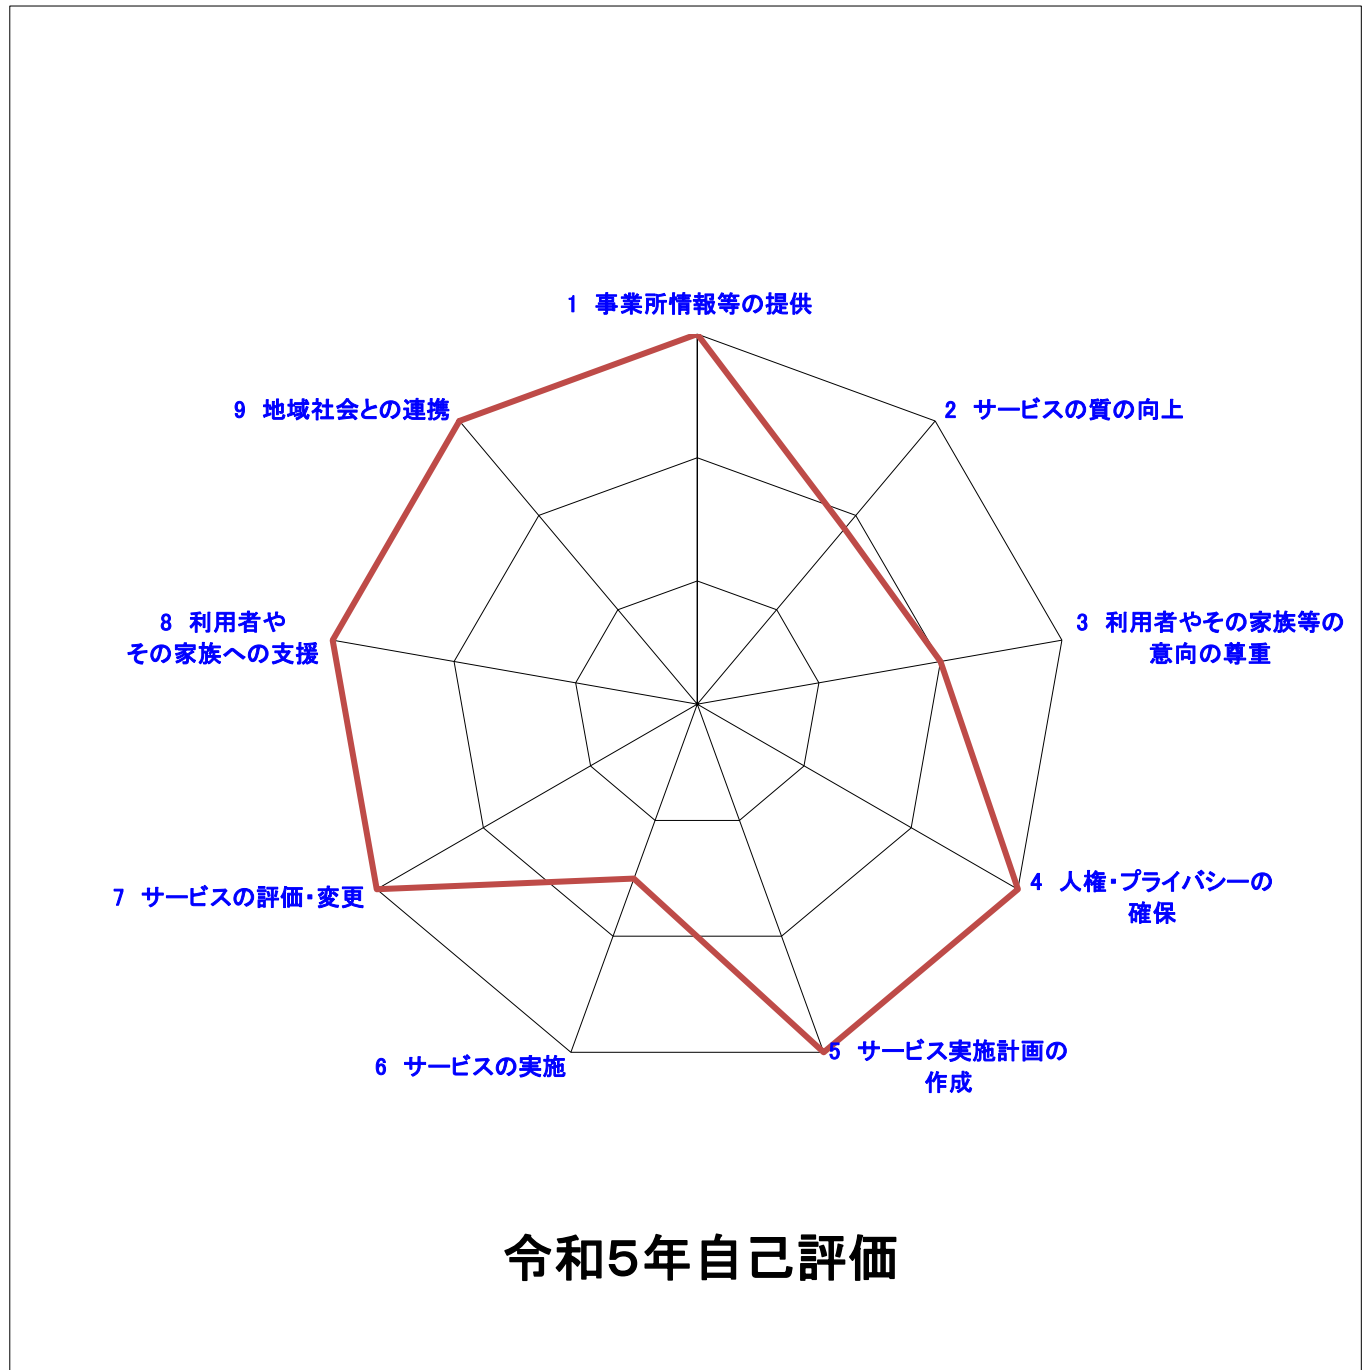 1 事業所情報等の提供
2 サービスの質の向上
3 利用者やその家族等の
意向の尊重
4 人権・プライバシーの
確保
5 サービス実施計画の
作成
6 サービスの実施
7 サービスの評価・変更
8 利用者や
その家族への支援
9 地域社会との連携
令和5年自己評価